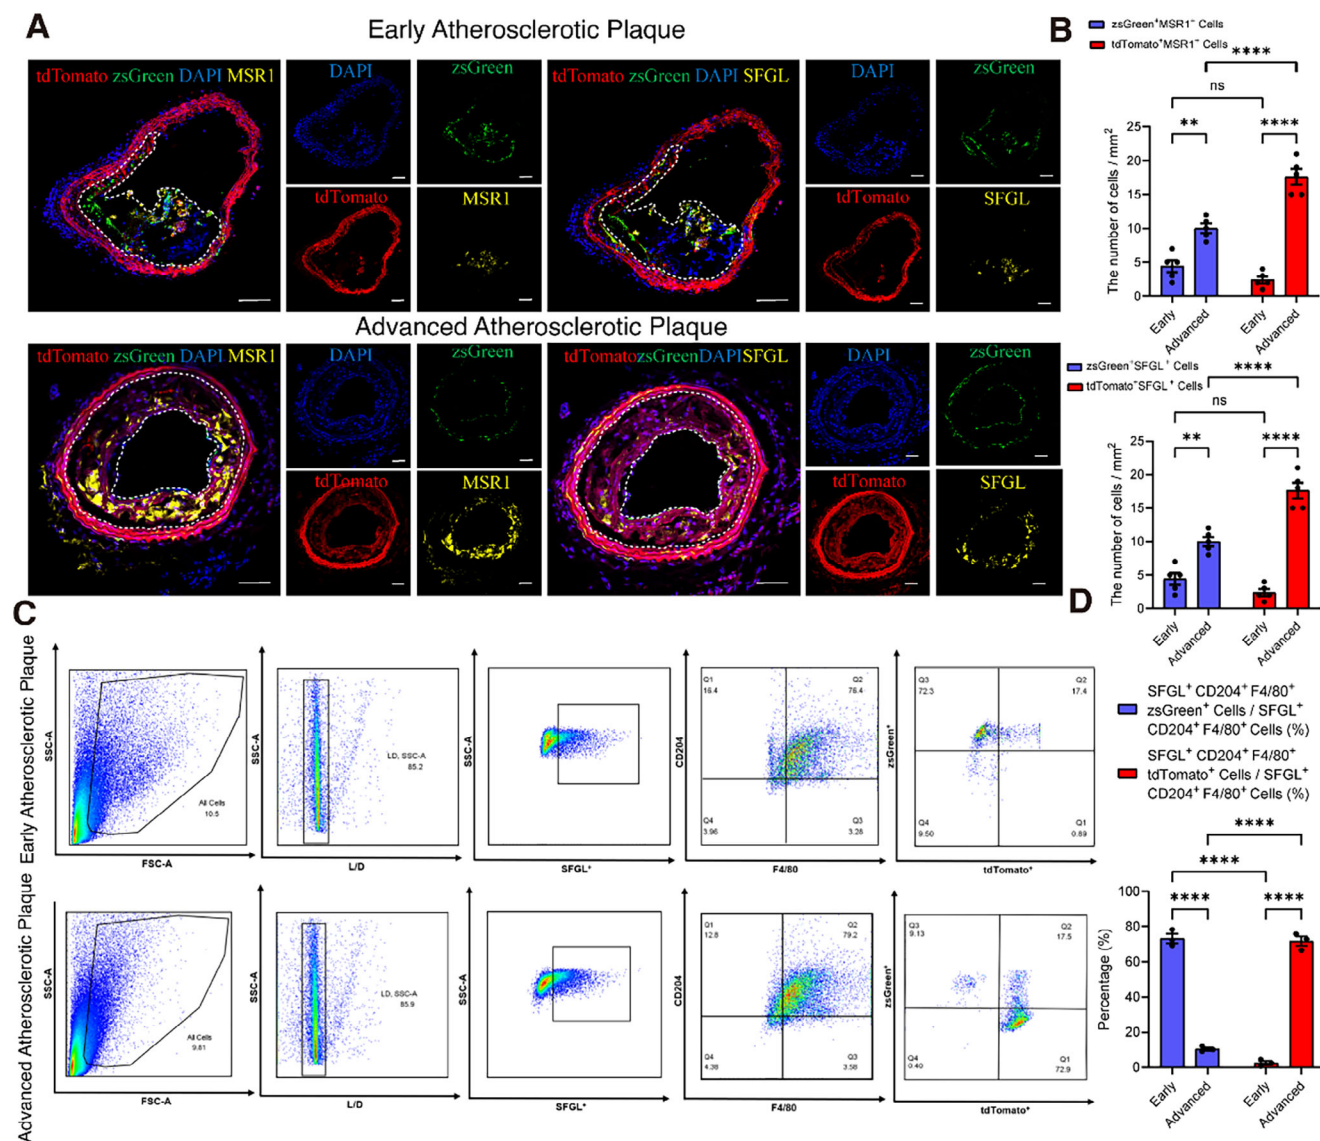 A
Early Atherosclerotic Plaque
tdTomato zsGreen DAPI MSR1
DAPI
zsGreen
tdTomato
MSR1
tdTomato zsGreen DAPI SFGL
DAPI
zsGreen
tdTomato
SFGL
Advanced Atherosclerotic Plaque
tdTomato zsGreen DAPI MSR1
DAPI
zsGreen
tdTomato
MSR1
tdTomatozsGreenDAPISFGL
DAPI
zsGreen
tdTomato
SFGL
B
zsGreen⁺MSR1⁺ Cells
tdTomato⁺MSR1⁺ Cells
****
ns
** ****
The number of cells / mm²
25
20
15
10
5
0
Early
Advanced
Early
Advanced
zsGreen⁺SFGL⁺ Cells
tdTomato⁺SFGL⁺ Cells
****
ns
** ****
The number of cells / mm²
25
20
15
10
5
0
Early
Advanced
Early
Advanced
C
Early Atherosclerotic Plaque
SSC-A
All Cells
10.5
FSC-A
SSC-A
LD, SSC-A
85.2
L/D
SSC-A
SFGL⁺
CD204
Q1
16.4
Q2
76.4
Q4
3.96
Q3
3.28
F4/80
zsGreen⁺
Q3
72.3
Q2
17.4
Q4
9.50
Q1
0.89
tdTomato⁺
Advanced Atherosclerotic Plaque
SSC-A
All Cells
9.81
FSC-A
SSC-A
LD, SSC-A
85.9
L/D
SSC-A
SFGL⁺
CD204
Q1
12.8
Q2
79.2
Q4
4.38
Q3
3.58
F4/80
zsGreen⁺
Q3
9.13
Q2
17.5
Q4
0.40
Q1
72.9
tdTomato⁺
D
SFGL⁺ CD204⁺ F4/80⁺
zsGreen⁺ Cells / SFGL⁺
CD204⁺ F4/80⁺ Cells (%)
SFGL⁺ CD204⁺ F4/80⁺
tdTomato⁺ Cells / SFGL⁺
CD204⁺ F4/80⁺ Cells (%)
****
****
**** ****
Percentage (%)
100
80
60
40
20
0
Early
Advanced
Early
Advanced